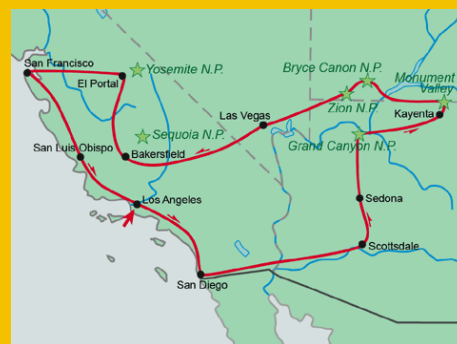 San Francisco
El Portal
Yosemite N.P.
Bryce Canon N.P.
Monument
Valley
Zion N.P.
Kayenta
Las Vegas
Grand Canyon N.P.
Sequoia N.P.
San Luis Obispo
Bakersfield
Los Angeles
Sedona
Scottsdale
San Diego